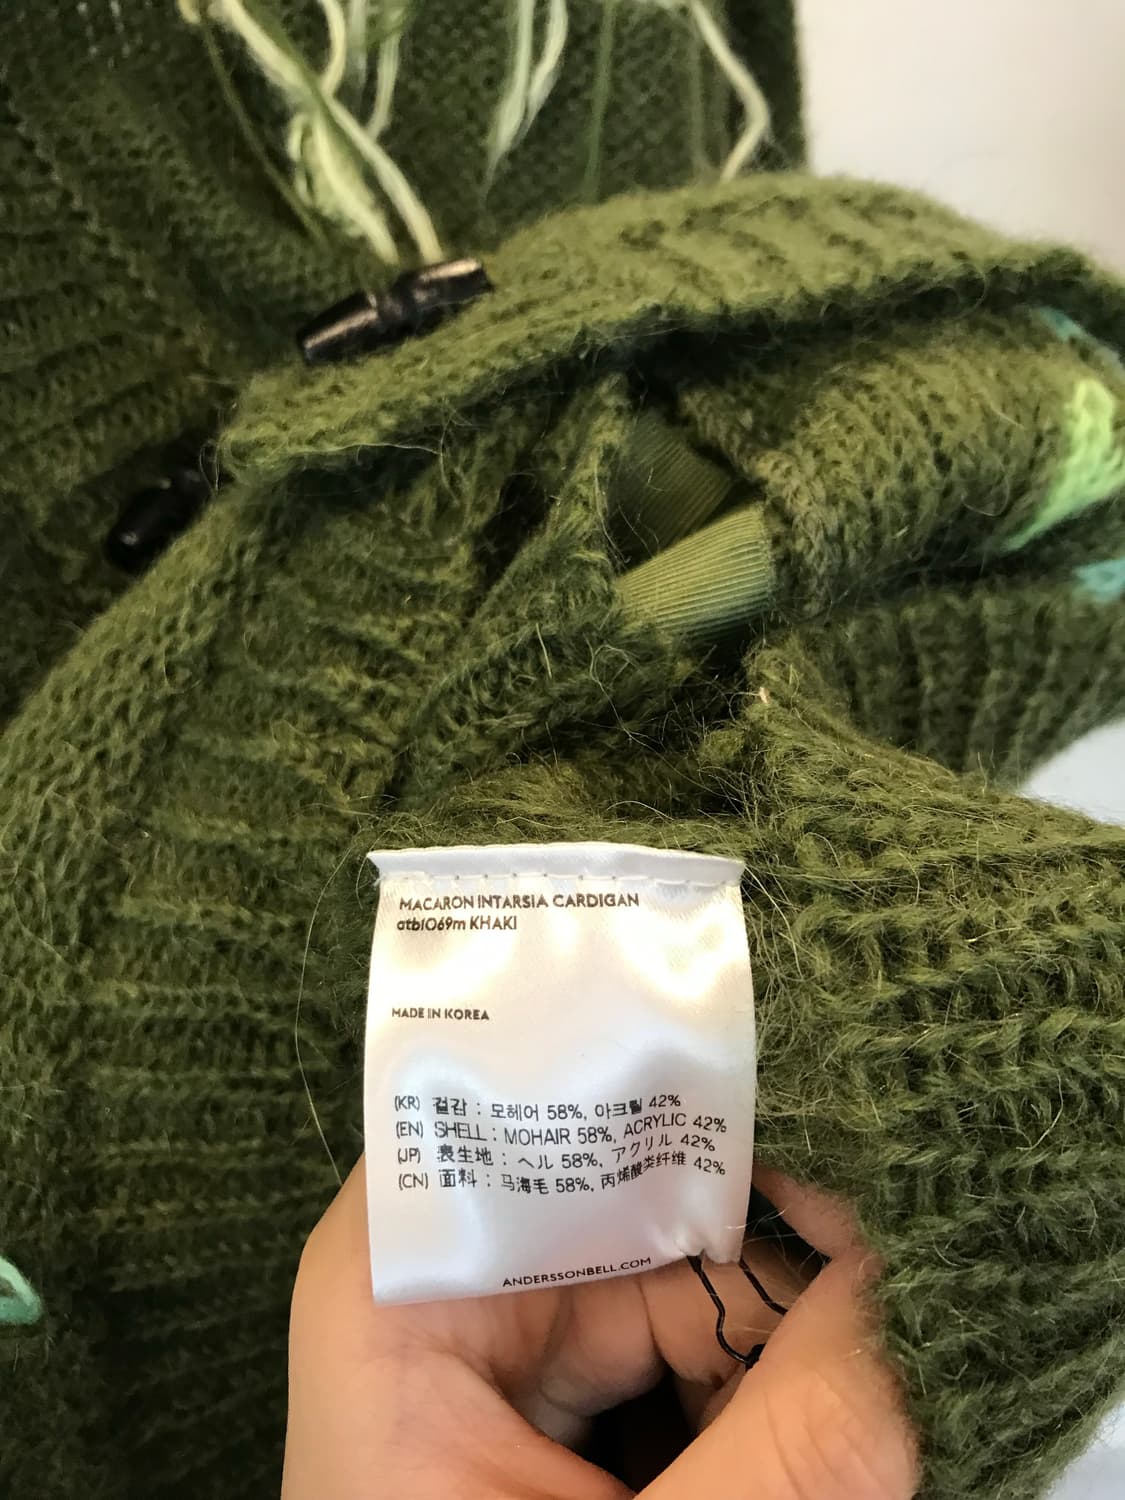 MACARON INTARSIA CARDIGAN
atb1069m KHAKI
MADE IN KOREA
(KR) 겉감 : 모헤어 58%, 아크릴 42%
(EN) SHELL : MOHAIR 58%, ACRYLIC 42%
(JP) 表生地 : ヘル 58%, アクリル 42%
(CN) 面料 : 马海毛 58%, 丙烯酸类纤维 42%
ANDERSSONBELL.COM